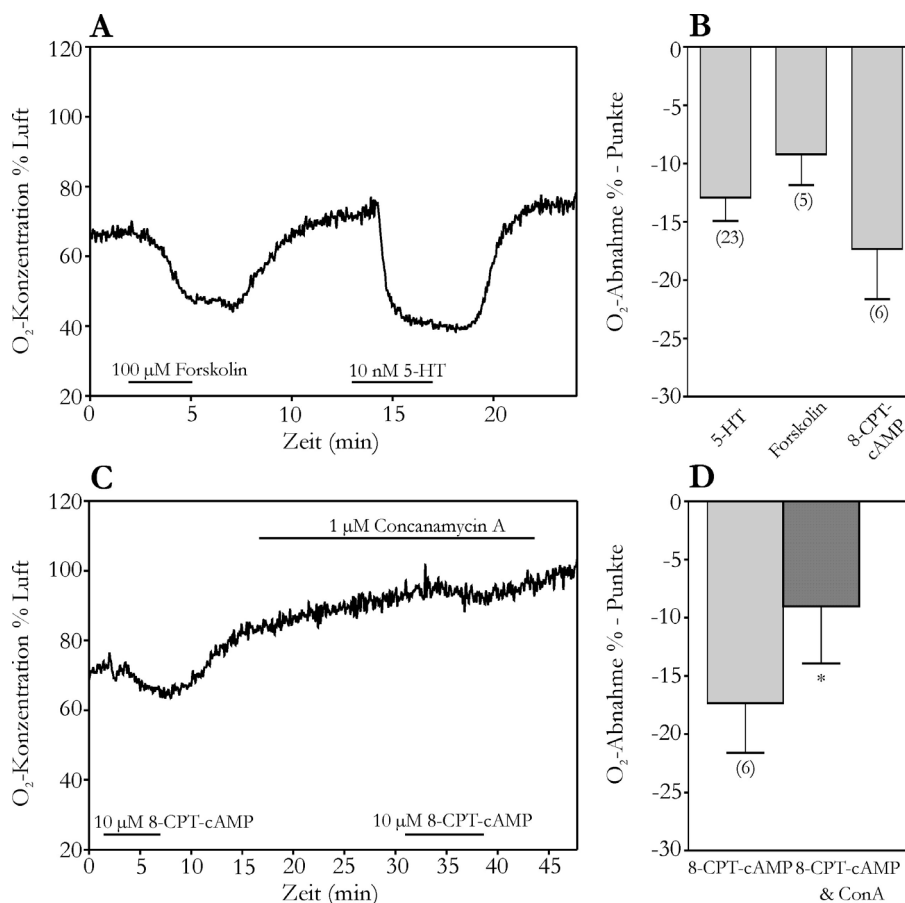 A
120
100
80
60
40
20
O₂-Konzentration % Luft
100 µM Forskolin
10 nM 5-HT
0
5
10
15
20
Zeit (min)
B
0
-5
-10
-15
-20
-25
-30
O₂-Abnahme % - Punkte
(23)
(5)
(6)
5-HT
Forskolin
8-CPT-
cAMP
C
120
100
80
60
40
20
O₂-Konzentration % Luft
1 µM Concanamycin A
10 µM 8-CPT-cAMP
10 µM 8-CPT-cAMP
0
5
10
15
20
25
30
35
40
45
Zeit (min)
D
0
-5
-10
-15
-20
-25
-30
O₂-Abnahme % - Punkte
(6)
*
8-CPT-cAMP
8-CPT-cAMP
& ConA